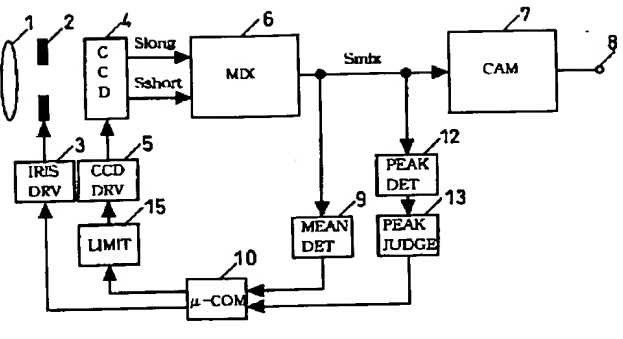 1
2
4
6
7
8
C
C
D
Slong
Sshort
MIX
Smix
CAM
3
5
12
IRIS
DRV
CCD
DRV
PEAK
DET
15
9
13
LIMIT
MEAN
DET
PEAK
JUDGE
10
μ-COM